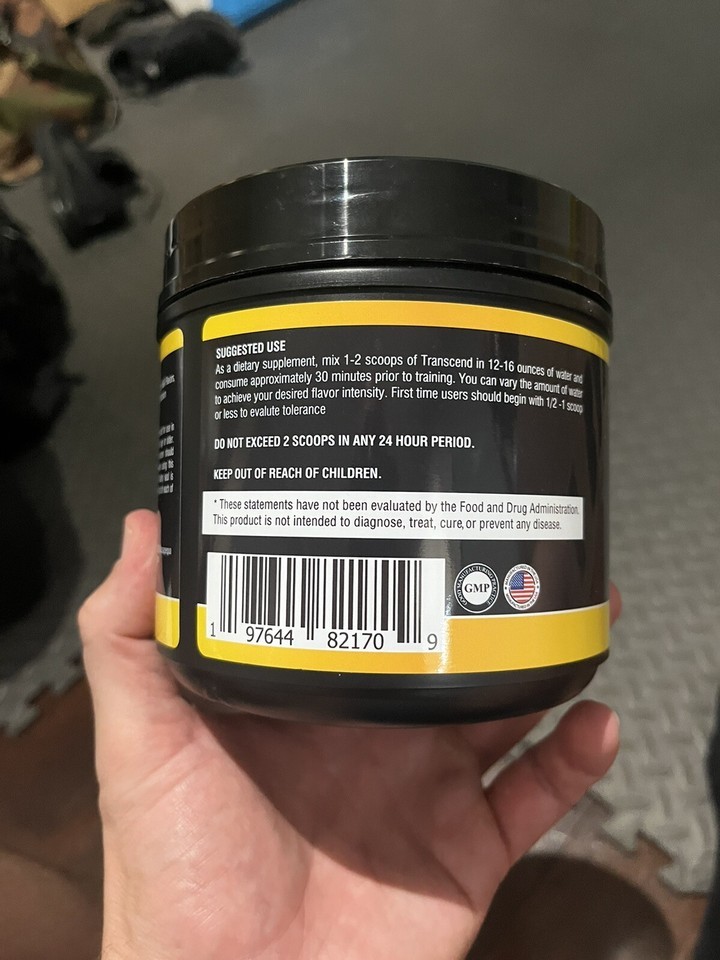 SUGGESTED USE
As a dietary supplement, mix 1-2 scoops of Transcend in 12-16 ounces of water and
consume approximately 30 minutes prior to training. You can vary the amount of water
to achieve your desired flavor intensity. First time users should begin with 1/2 -1 scoop
or less to evalute tolerance
DO NOT EXCEED 2 SCOOPS IN ANY 24 HOUR PERIOD.
KEEP OUT OF REACH OF CHILDREN.
* These statements have not been evaluated by the Food and Drug Administration.
This product is not intended to diagnose, treat, cure, or prevent any disease.
GOOD MANUFACTURING PRACTICE
GMP
1 97644 82170 9